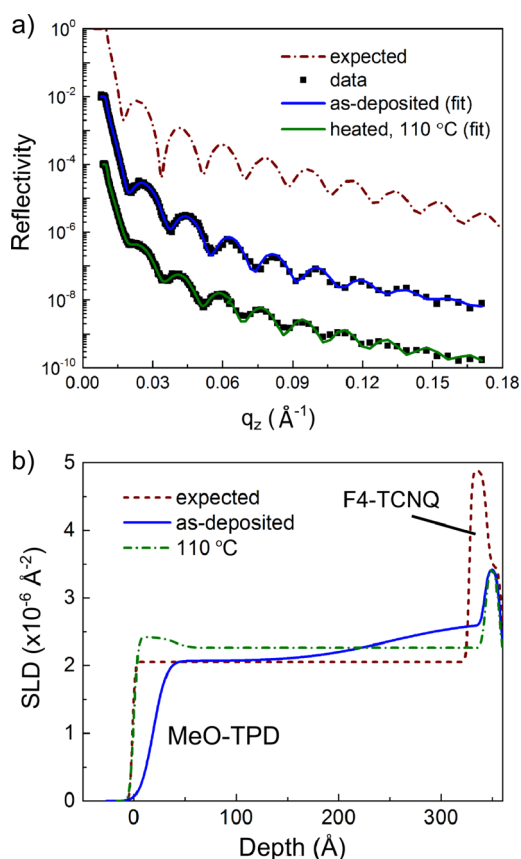 a)
10⁰
10⁻²
10⁻⁴
10⁻⁶
10⁻⁸
10⁻¹⁰
Reflectivity
expected
data
as-deposited (fit)
heated, 110 °C (fit)
0.00 0.03 0.06 0.09 0.12 0.15 0.18
q_z (Å⁻¹)
b)
5
4
3
2
1
0
SLD (x10⁻⁶ Å⁻²)
expected
as-deposited
110 °C
F4-TCNQ
MeO-TPD
0 100 200 300
Depth (Å)